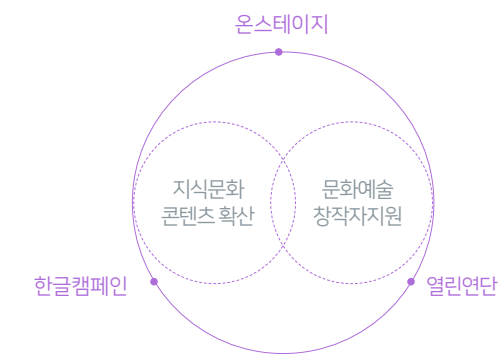 온스테이지
지식문화
콘텐츠 확산
문화예술
창작자지원
한글캠페인
열린연단